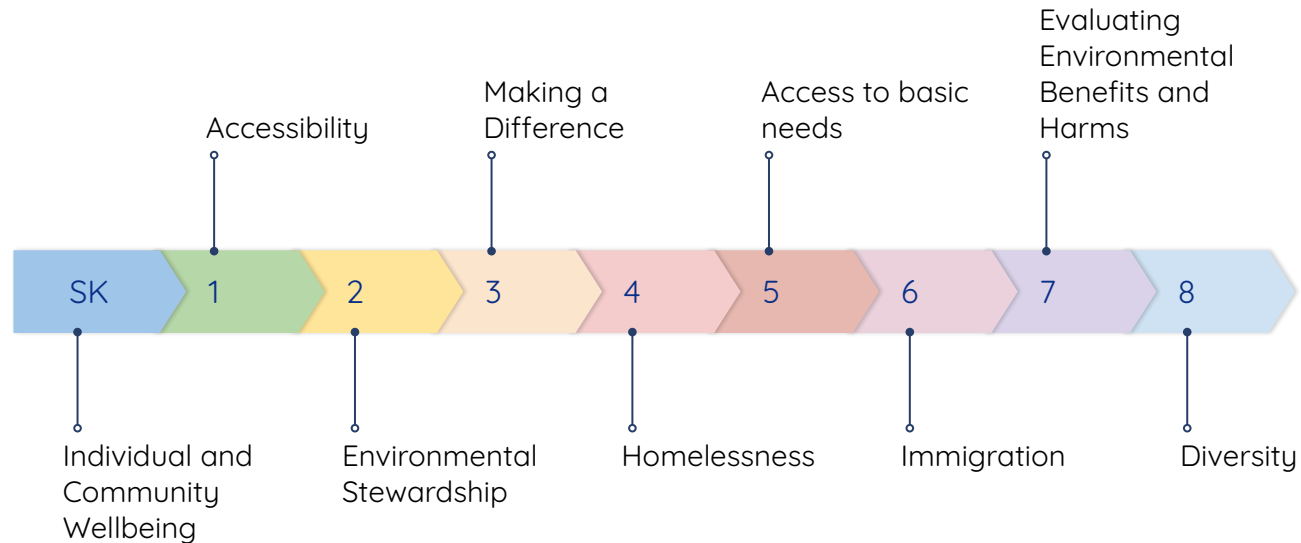 Evaluating
Environmental
Benefits and
Harms
Making a
Difference
Access to basic
needs
Accessibility
SK
1
2
3
4
5
6
7
8
Individual and
Community
Wellbeing
Environmental
Stewardship
Homelessness
Immigration
Diversity